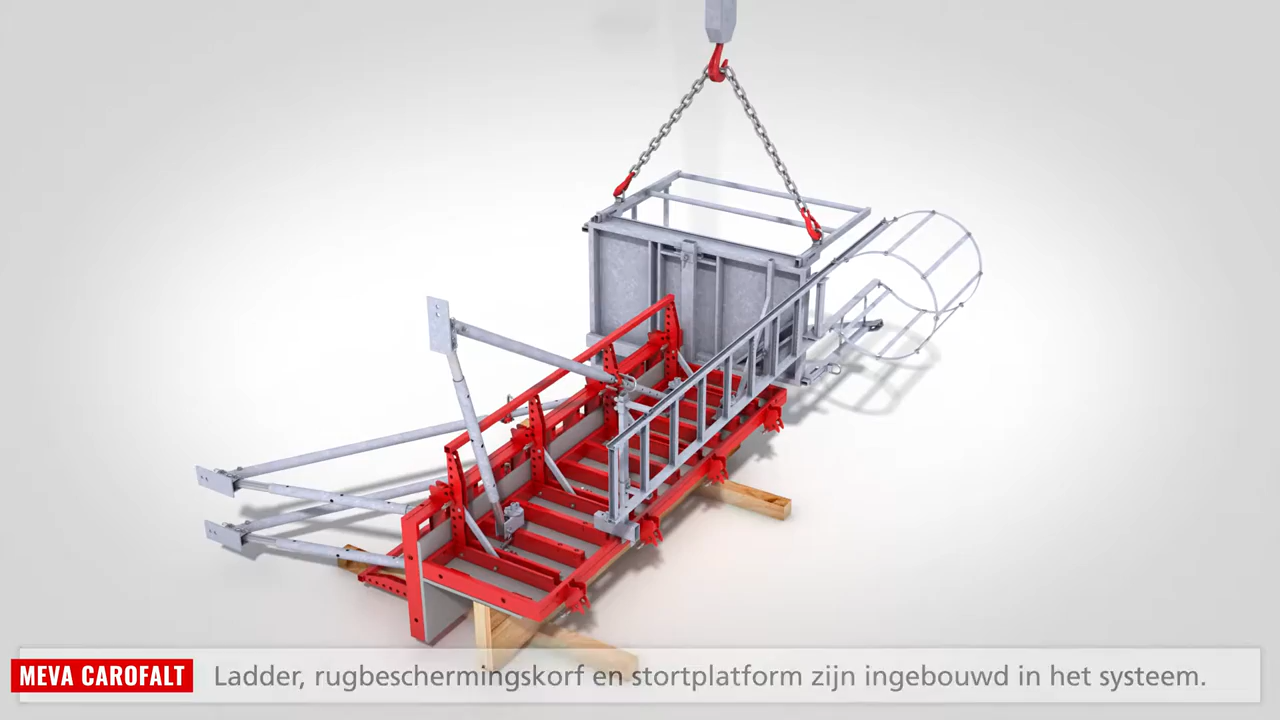 MEVA CAROFALT Ladder, rugbeschermingskorf en stortplatform zijn ingebouwd in het systeem.